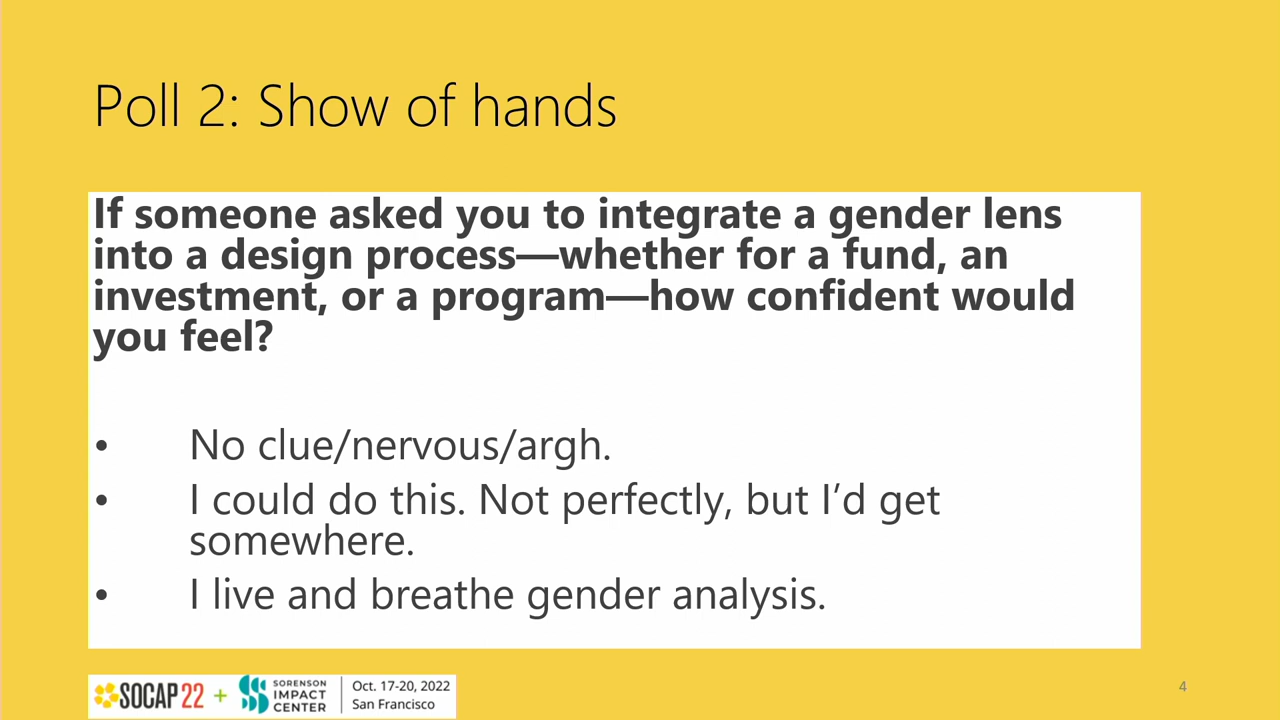 Poll 2: Show of hands
If someone asked you to integrate a gender lens
into a design process—whether for a fund, an
investment, or a program—how confident would
you feel?
• No clue/nervous/argh.
• I could do this. Not perfectly, but I’d get
somewhere.
• I live and breathe gender analysis.
SOCAP 22 + SORENSON IMPACT CENTER
Oct. 17-20, 2022
San Francisco
4